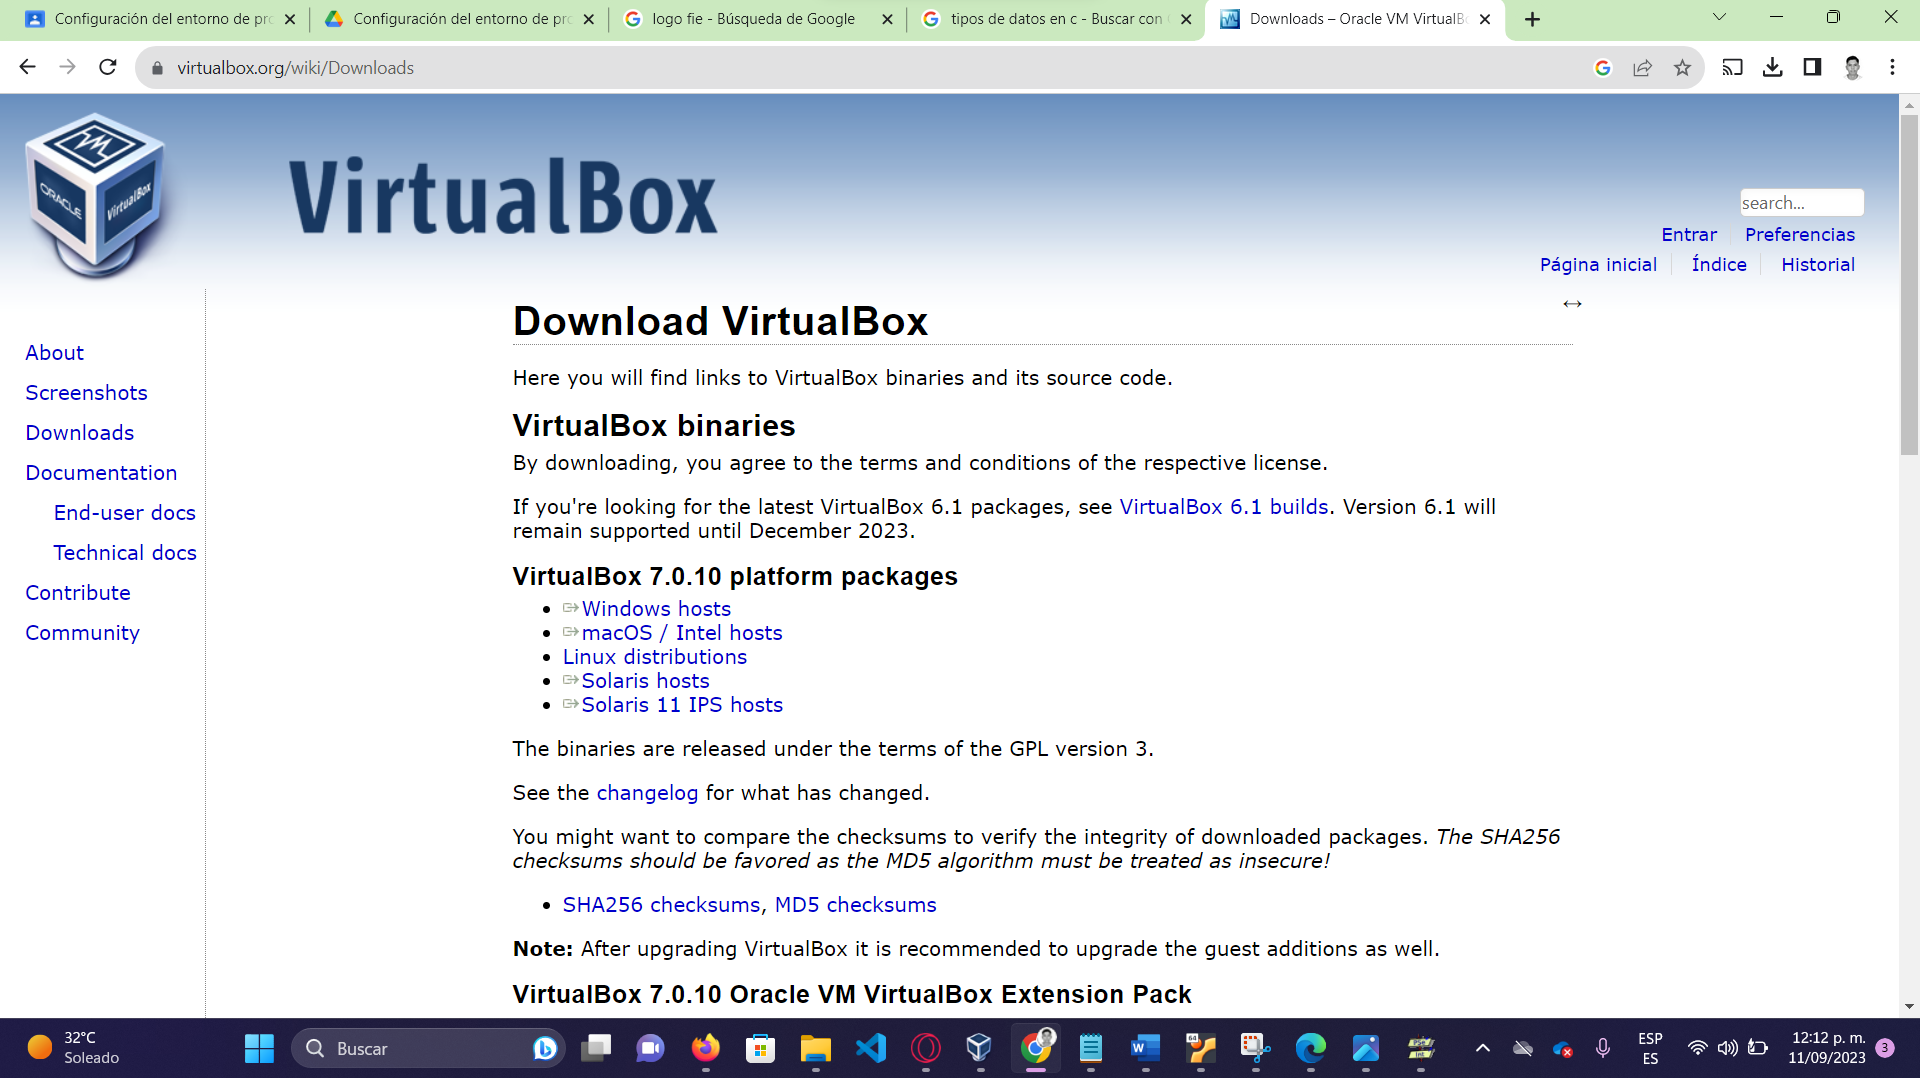 Configuración del entorno de pro
Configuración del entorno de pro
logo fie - Búsqueda de Google
tipos de datos en c - Buscar con
Downloads – Oracle VM VirtualBo
virtualbox.org/wiki/Downloads
ORACLE
VirtualBox
VirtualBox
search...
Entrar
Preferencias
Página inicial
Índice
Historial
About
Screenshots
Downloads
Documentation
End-user docs
Technical docs
Contribute
Community
Download VirtualBox
Here you will find links to VirtualBox binaries and its source code.
VirtualBox binaries
By downloading, you agree to the terms and conditions of the respective license.
If you're looking for the latest VirtualBox 6.1 packages, see VirtualBox 6.1 builds. Version 6.1 will
remain supported until December 2023.
VirtualBox 7.0.10 platform packages
Windows hosts
macOS / Intel hosts
Linux distributions
Solaris hosts
Solaris 11 IPS hosts
The binaries are released under the terms of the GPL version 3.
See the changelog for what has changed.
You might want to compare the checksums to verify the integrity of downloaded packages. The SHA256
checksums should be favored as the MD5 algorithm must be treated as insecure!
SHA256 checksums, MD5 checksums
Note: After upgrading VirtualBox it is recommended to upgrade the guest additions as well.
VirtualBox 7.0.10 Oracle VM VirtualBox Extension Pack
32°C
Soleado
Buscar
ESP
ES
12:12 p. m.
11/09/2023
3